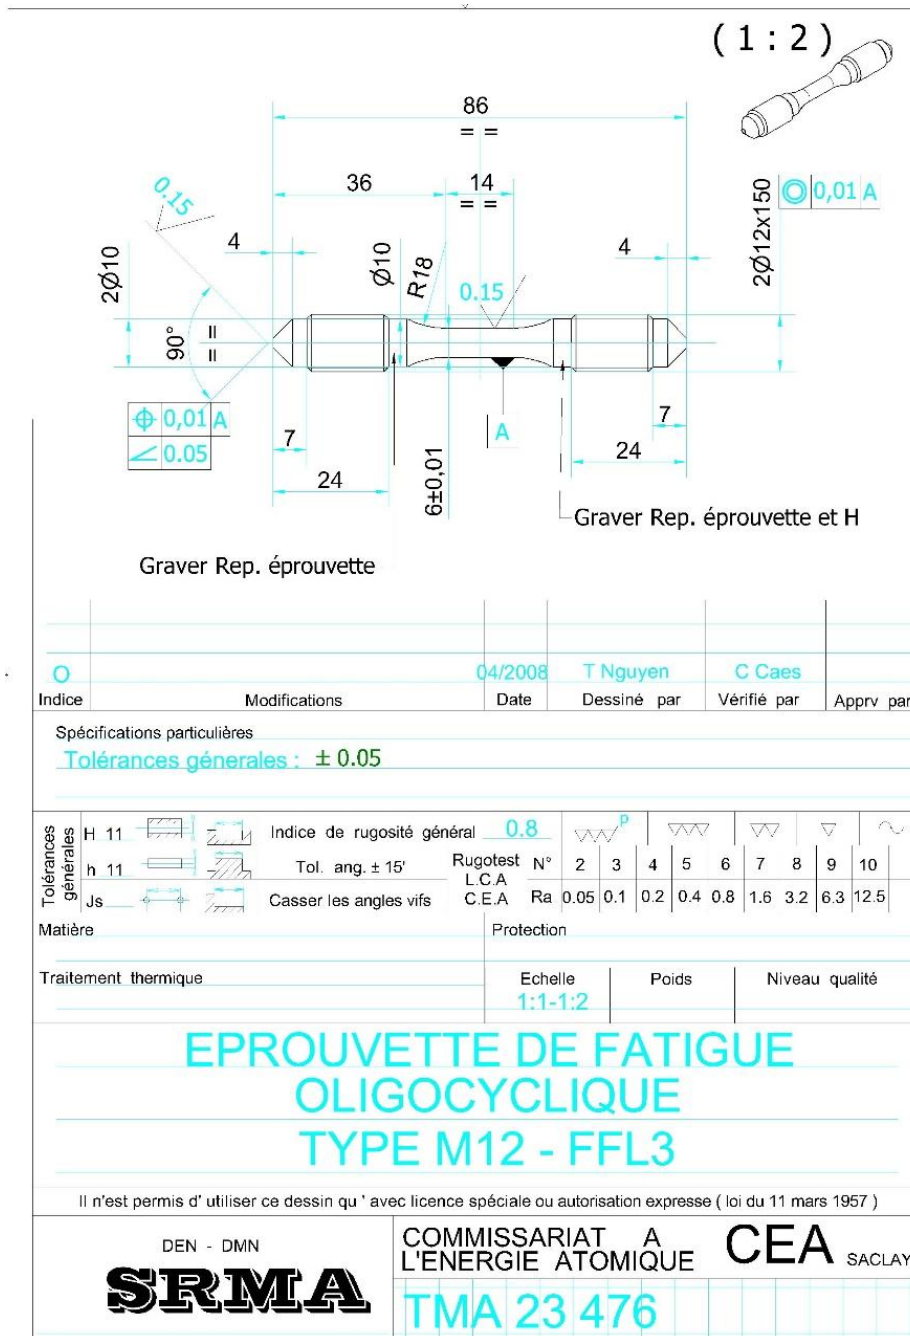 ( 1 : 2 )
86
= =
36
14
= =
0.15
4
2Ø10
Ø10
R18
0.15
4
2Ø12x150
0,01 A
90°
=
=
0,01 A
0.05
7
24
6±0,01
A
7
24
Graver Rep. éprouvette et H
Graver Rep. éprouvette
O 04/2008 T Nguyen C Caes
Indice Modifications Date Dessiné par Vérifié par Apprv par
Spécifications particulières
Tolérances génerales : ± 0.05
Tolérances générales
H 11 Indice de rugosité général 0.8 P
h 11 Tol. ang. ± 15' Rugotest N° 2 3 4 5 6 7 8 9 10
L.C.A
Js Casser les angles vifs C.E.A Ra 0.05 0.1 0.2 0.4 0.8 1.6 3.2 6.3 12.5
Matière Protection
Traitement thermique Echelle Poids Niveau qualité
1:1-1:2
EPROUVETTE DE FATIGUE
OLIGOCYCLIQUE
TYPE M12 - FFL3
Il n'est permis d' utiliser ce dessin qu ' avec licence spéciale ou autorisation expresse ( loi du 11 mars 1957 )
DEN - DMN
SRMA
COMMISSARIAT A
L'ENERGIE ATOMIQUE
CEA SACLAY
TMA 23 476